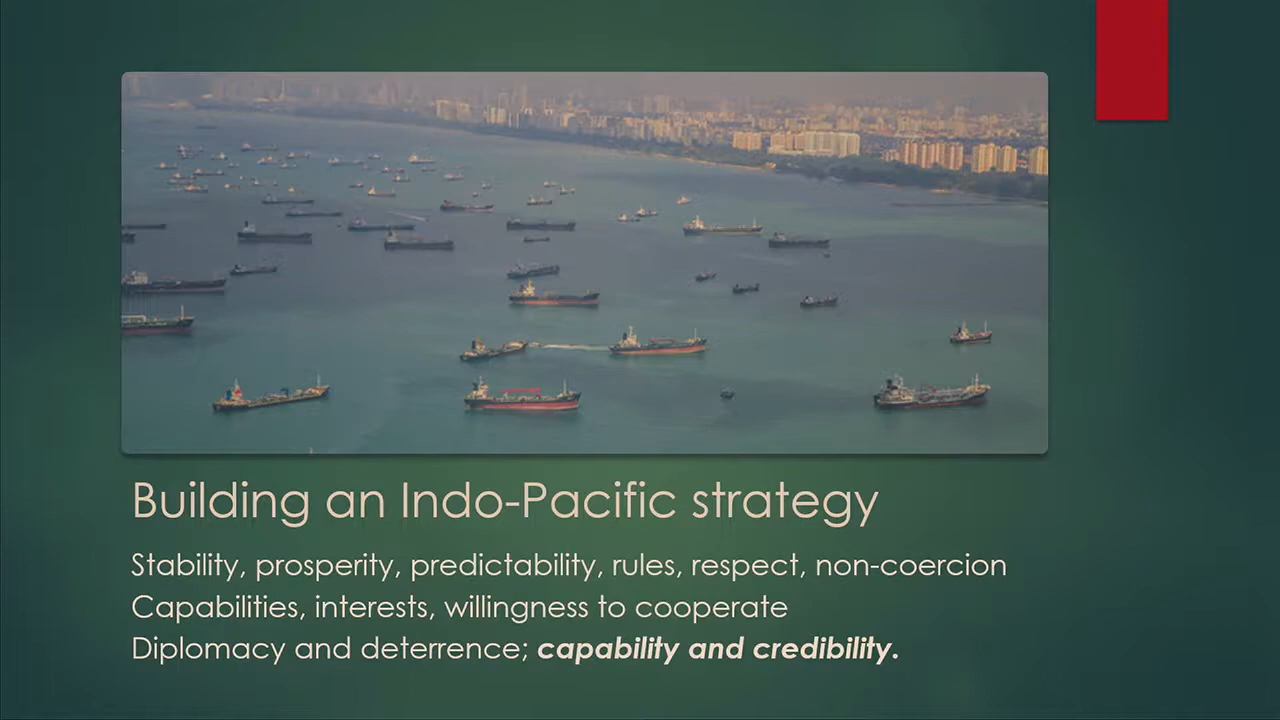 Building an Indo-Pacific strategy
Stability, prosperity, predictability, rules, respect, non-coercion
Capabilities, interests, willingness to cooperate
Diplomacy and deterrence; capability and credibility.